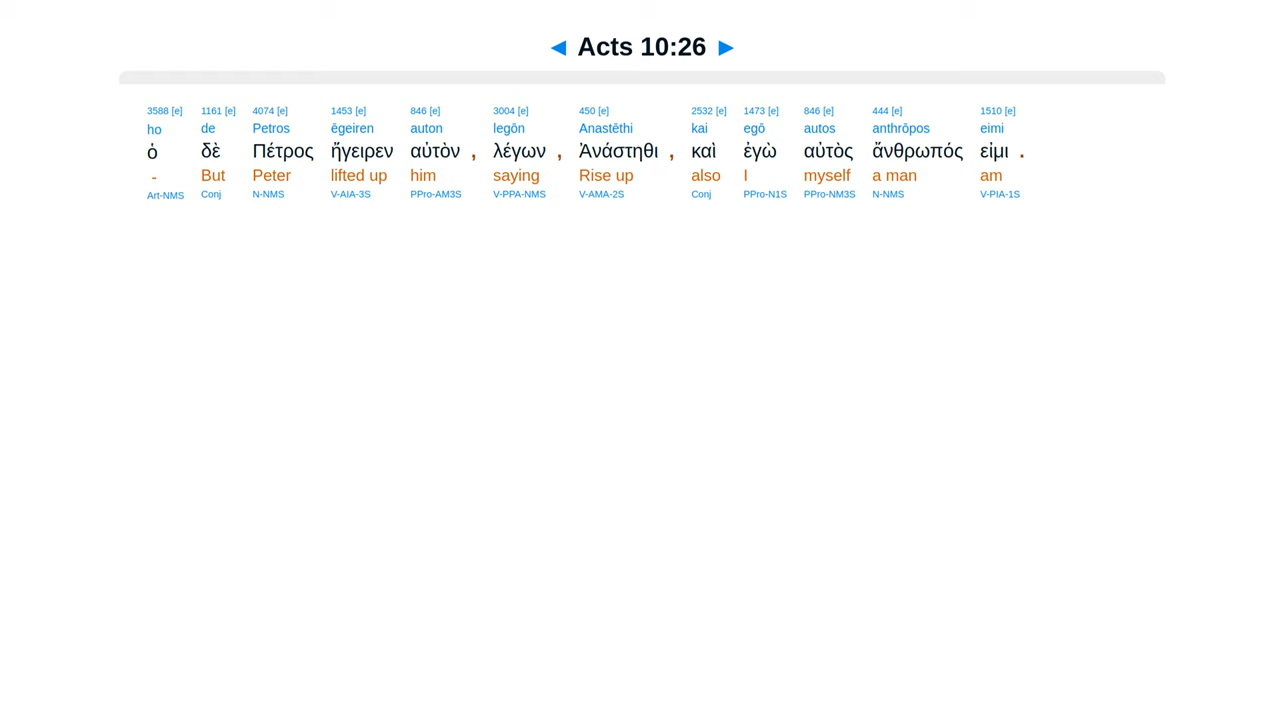 ◄ Acts 10:26 ►
3588 [e] 1161 [e] 4074 [e] 1453 [e] 846 [e] 3004 [e] 450 [e] 2532 [e] 1473 [e] 846 [e] 444 [e] 1510 [e]
ho de Petros ēgeiren auton legōn Anastēthi kai egō autos anthrōpos eimi
ὁ δὲ Πέτρος ἤγειρεν αὐτὸν , λέγων , Ἀνάστηθι , καὶ ἐγὼ αὐτὸς ἄνθρωπός εἰμι .
- But Peter lifted up him saying Rise up also I myself a man am
Art-NMS Conj N-NMS V-AIA-3S PPro-AM3S V-PPA-NMS V-AMA-2S Conj PPro-N1S PPro-NM3S N-NMS V-PIA-1S